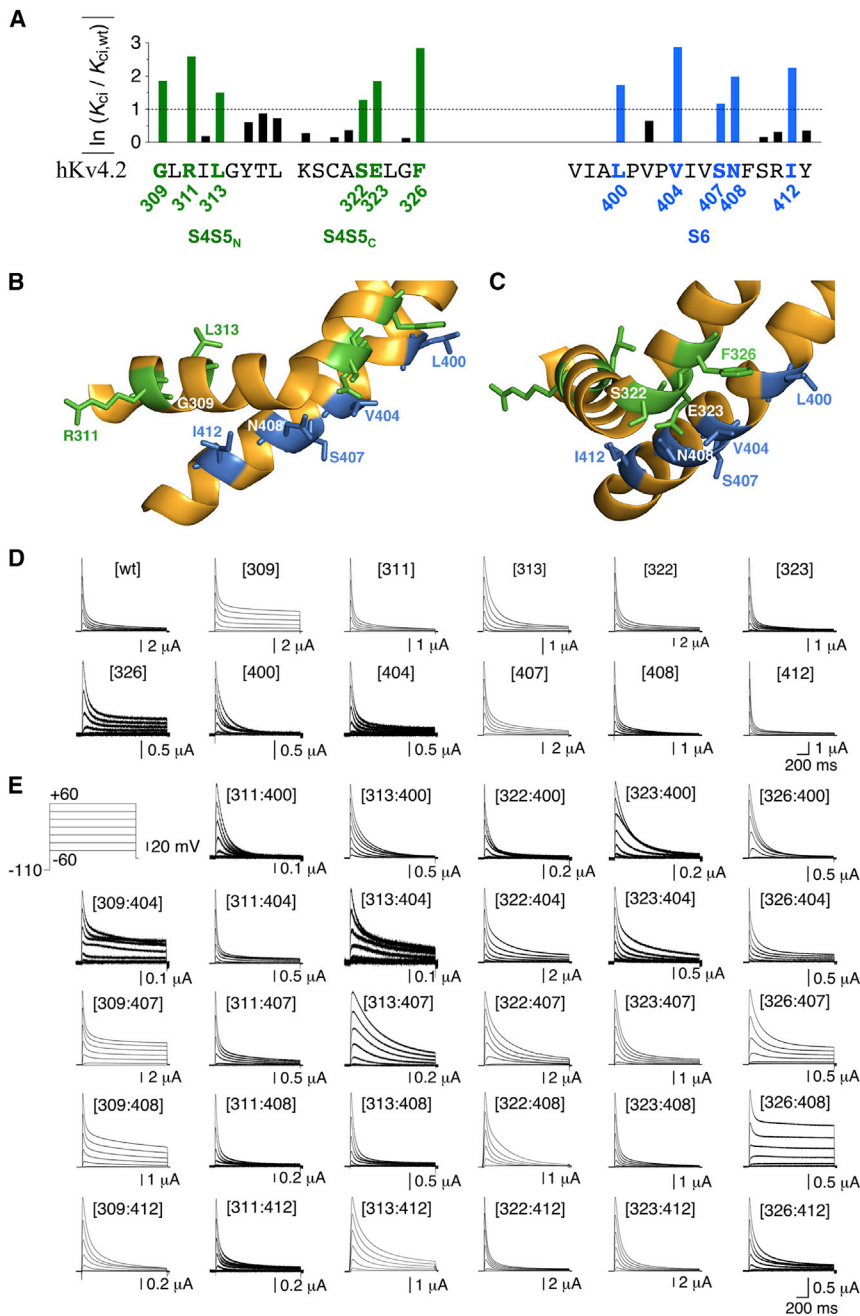 A
|ln (Kci / Kci,wt)|
3
2
1
0
hKv4.2 GLRILGYTL KSCASELGF VIALPVPVIVSNFSRIY
309 311 313 322 323 326 400 404 407 408 412
S4S5N S4S5C S6
B
L313
G309
R311
I412
N408
L400
V404
S407
C
F326
S322
E323
L400
I412
N408
V404
S407
D
[wt] [309] [311] [313] [322] [323]
2 µA 2 µA 1 µA 1 µA 2 µA 1 µA
[326] [400] [404] [407] [408] [412]
0.5 µA 0.5 µA 0.5 µA 2 µA 1 µA 1 µA
200 ms
E
+60
-60
-110
20 mV
[311:400] [313:400] [322:400] [323:400] [326:400]
0.1 µA 0.5 µA 0.2 µA 0.2 µA 0.5 µA
[309:404] [311:404] [313:404] [322:404] [323:404] [326:404]
0.1 µA 0.5 µA 0.1 µA 2 µA 0.5 µA 0.5 µA
[309:407] [311:407] [313:407] [322:407] [323:407] [326:407]
2 µA 0.5 µA 0.2 µA 2 µA 1 µA 0.5 µA
[309:408] [311:408] [313:408] [322:408] [323:408] [326:408]
1 µA 0.2 µA 0.5 µA 1 µA 1 µA 0.5 µA
[309:412] [311:412] [313:412] [322:412] [323:412] [326:412]
0.2 µA 0.2 µA 1 µA 2 µA 2 µA 0.5 µA
200 ms